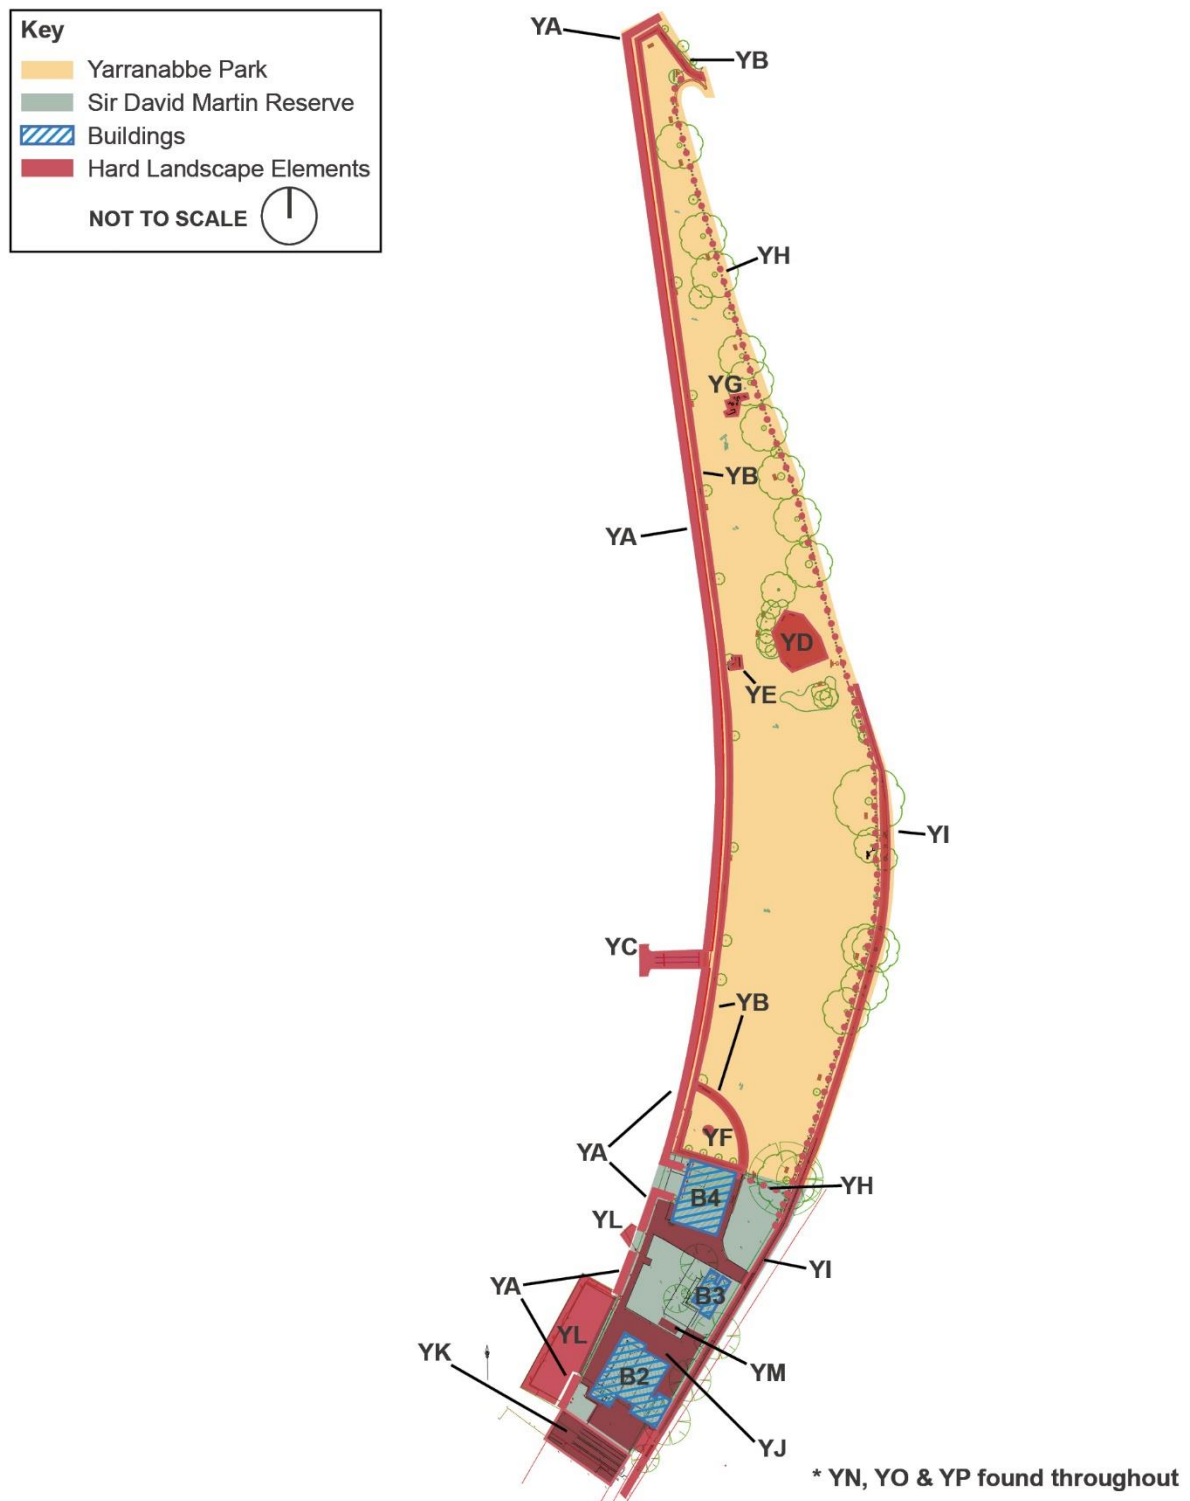 Key
Yarranabbe Park
Sir David Martin Reserve
Buildings
Hard Landscape Elements
NOT TO SCALE
YA
YB
YH
YG
YB
YA
YD
YE
YI
YC
YB
YF
YA
YH
B4
YL
YI
YA
B3
YL
YK
YM
B2
YJ
* YN, YO & YP found throughout